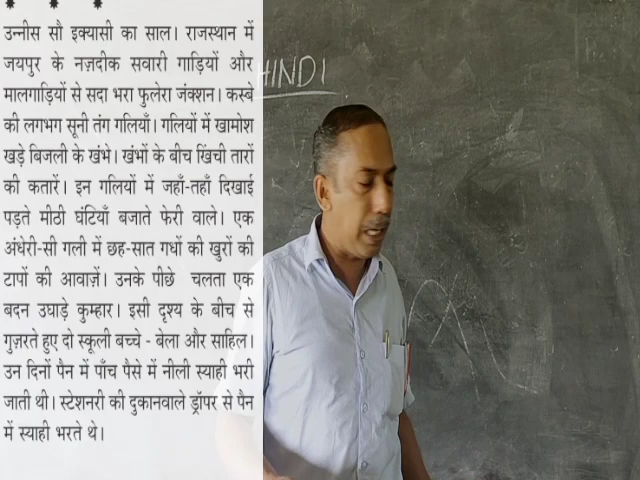 * * *
उन्नीस सौ इक्यासी का साल। राजस्थान में
जयपुर के नज़दीक सवारी गाड़ियों और
मालगाड़ियों से सदा भरा फुलेरा जंक्शन। कस्बे
की लगभग सूनी तंग गलियाँ। गलियों में खामोश
खड़े बिजली के खंभे। खंभों के बीच खिंची तारों
की कतारें। इन गलियों में जहाँ-तहाँ दिखाई
पड़ते मीठी घंटियाँ बजाते फेरी वाले। एक
अंधेरी-सी गली में छह-सात गधों की खुरों की
टापों की आवाज़ें। उनके पीछे चलता एक
बदन उघाड़े कुम्हार। इसी दृश्य के बीच से
गुज़रते हुए दो स्कूली बच्चे - बेला और साहिल।
उन दिनों पैन में पाँच पैसे में नीली स्याही भरी
जाती थी। स्टेशनरी की दुकानवाले ड्रॉपर से पैन
में स्याही भरते थे।
HINDI